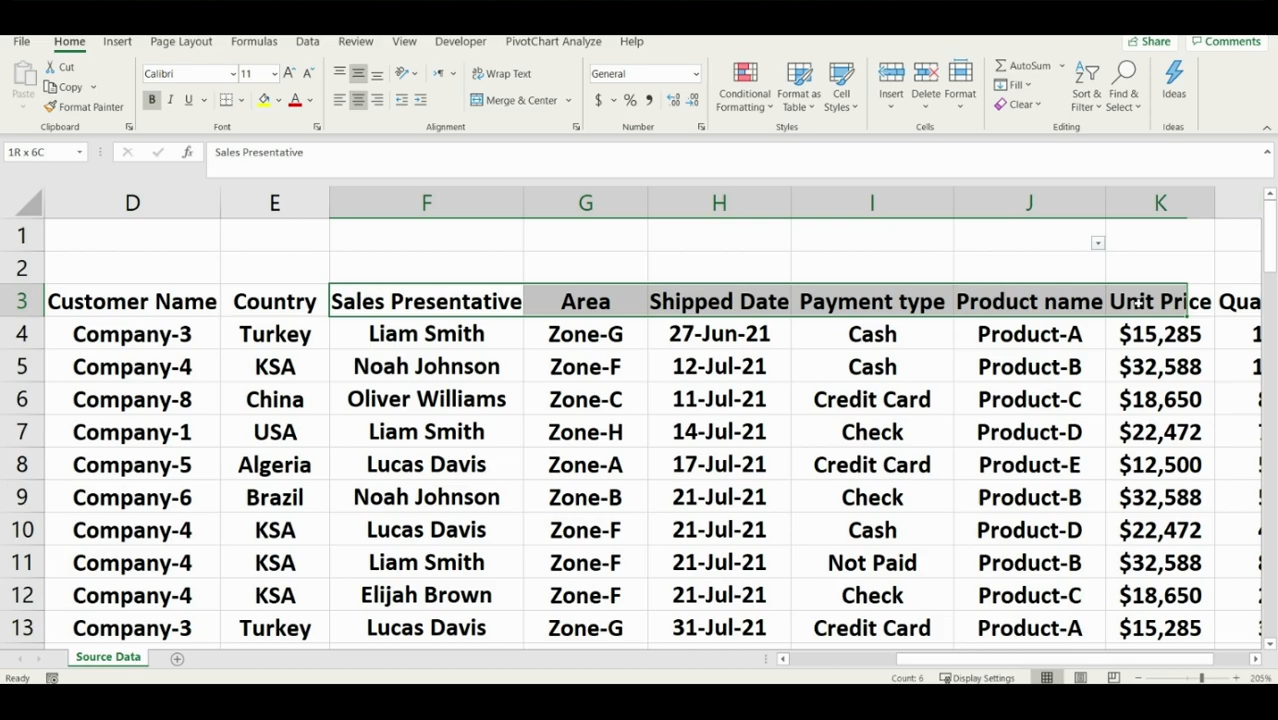 File Home Insert Page Layout Formulas Data Review View Developer PivotChart Analyze Help Share Comments
Paste Cut Copy Format Painter Clipboard
Calibri 11 A A B I U A Font
Wrap Text Merge & Center Alignment
General $ % , Number
Conditional Formatting Format as Table Cell Styles Styles
Insert Delete Format Cells
AutoSum Fill Clear Sort & Filter Find & Select Editing
Ideas Ideas
1R x 6C fx Sales Presentative
D E F G H I J K
1
2
3 Customer Name Country Sales Presentative Area Shipped Date Payment type Product name Unit Price Qua
4 Company-3 Turkey Liam Smith Zone-G 27-Jun-21 Cash Product-A $15,285 1
5 Company-4 KSA Noah Johnson Zone-F 12-Jul-21 Cash Product-B $32,588 1
6 Company-8 China Oliver Williams Zone-C 11-Jul-21 Credit Card Product-C $18,650
7 Company-1 USA Liam Smith Zone-H 14-Jul-21 Check Product-D $22,472
8 Company-5 Algeria Lucas Davis Zone-A 17-Jul-21 Credit Card Product-E $12,500
9 Company-6 Brazil Noah Johnson Zone-B 21-Jul-21 Check Product-B $32,588
10 Company-4 KSA Lucas Davis Zone-F 21-Jul-21 Cash Product-D $22,472
11 Company-4 KSA Liam Smith Zone-F 21-Jul-21 Not Paid Product-B $32,588
12 Company-4 KSA Elijah Brown Zone-F 21-Jul-21 Check Product-C $18,650
13 Company-3 Turkey Lucas Davis Zone-G 31-Jul-21 Credit Card Product-A $15,285
Source Data
Ready Count: 6 Display Settings 205%